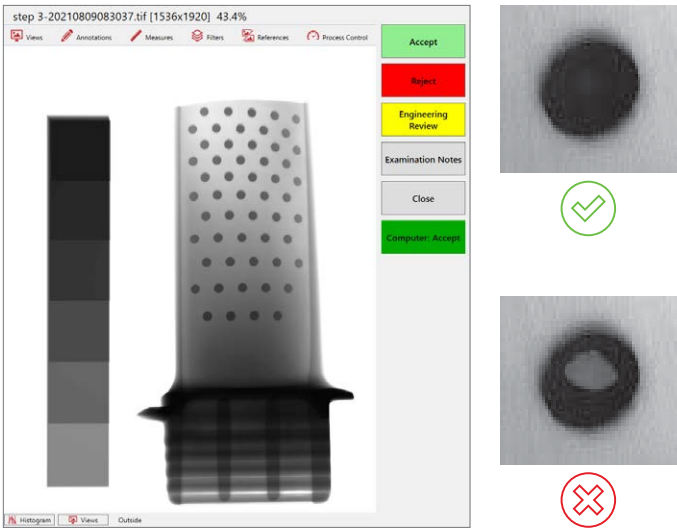 step 3-20210809083037.tif [1536x1920] 43.4%
Views Annotations Measures Filters References Process Control
Accept
Reject
Engineering
Review
Examination Notes
Close
Computer: Accept
Histogram Views Outside